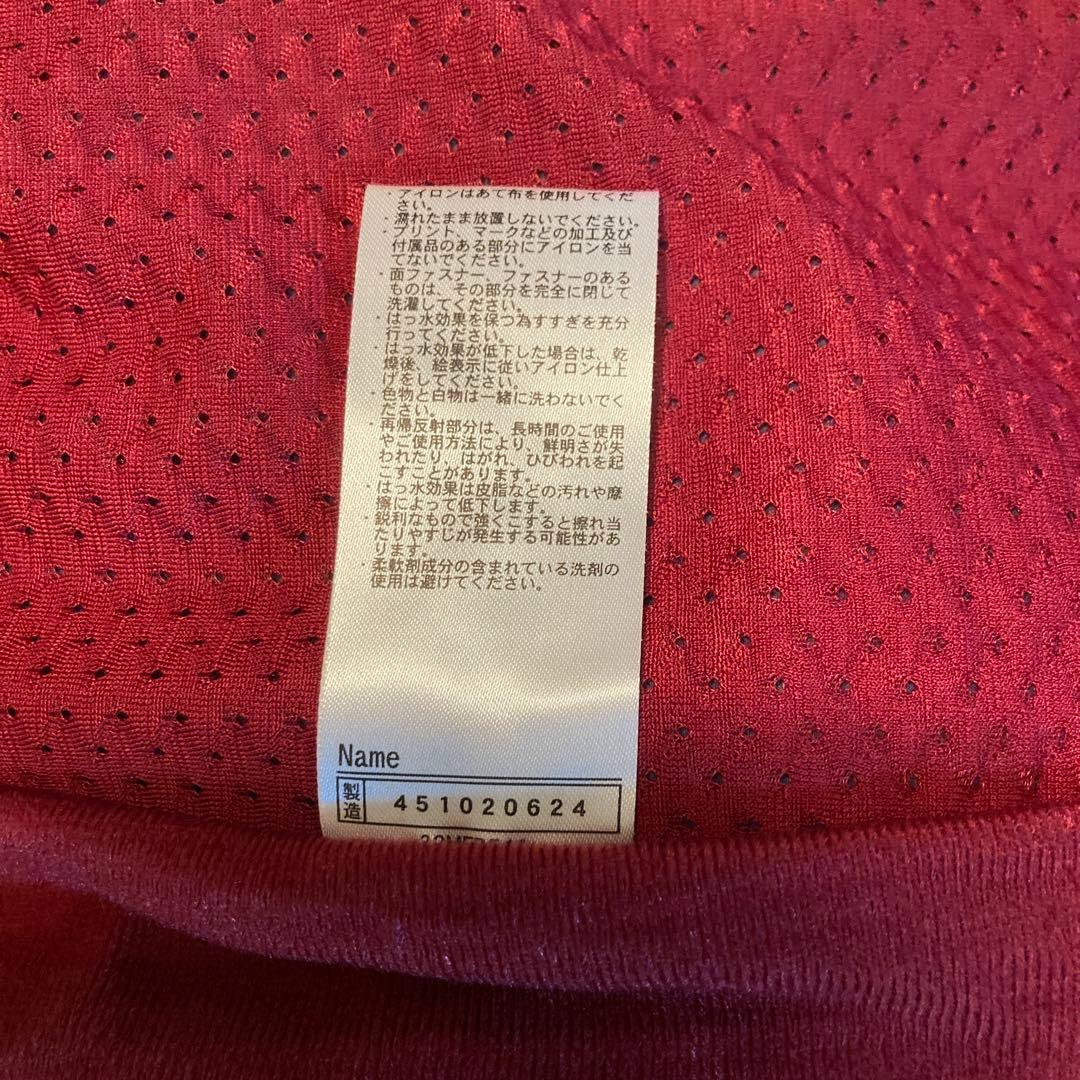 ・アイロンはあて布を使用してくだ
さい。
・濡れたまま放置しないでください。
・プリント、マークなどの加工及び
付属品のある部分にアイロンを当
てないでください。
・面ファスナー、ファスナーのある
ものは、その部分を完全に閉じて
洗濯してください。
・はっ水効果を保つ為すすぎを充分
行ってください。
・はっ水効果が低下した場合は、乾
燥後、絵表示に従いアイロン仕上
げをしてください。
・色物と白物は一緒に洗わないでく
ださい。
・再帰反射部分は、長時間のご使用
やご使用方法により、鮮明さが失
われたり、はがれ、ひびわれを起
こすことがあります。
・はっ水効果は皮脂などの汚れや摩
擦によって低下します。
・鋭利なもので強くこすると擦れ当
たりやすじが発生する可能性があ
ります。
・柔軟剤成分の含まれている洗剤の
使用は避けてください。
Name
製造 451020624